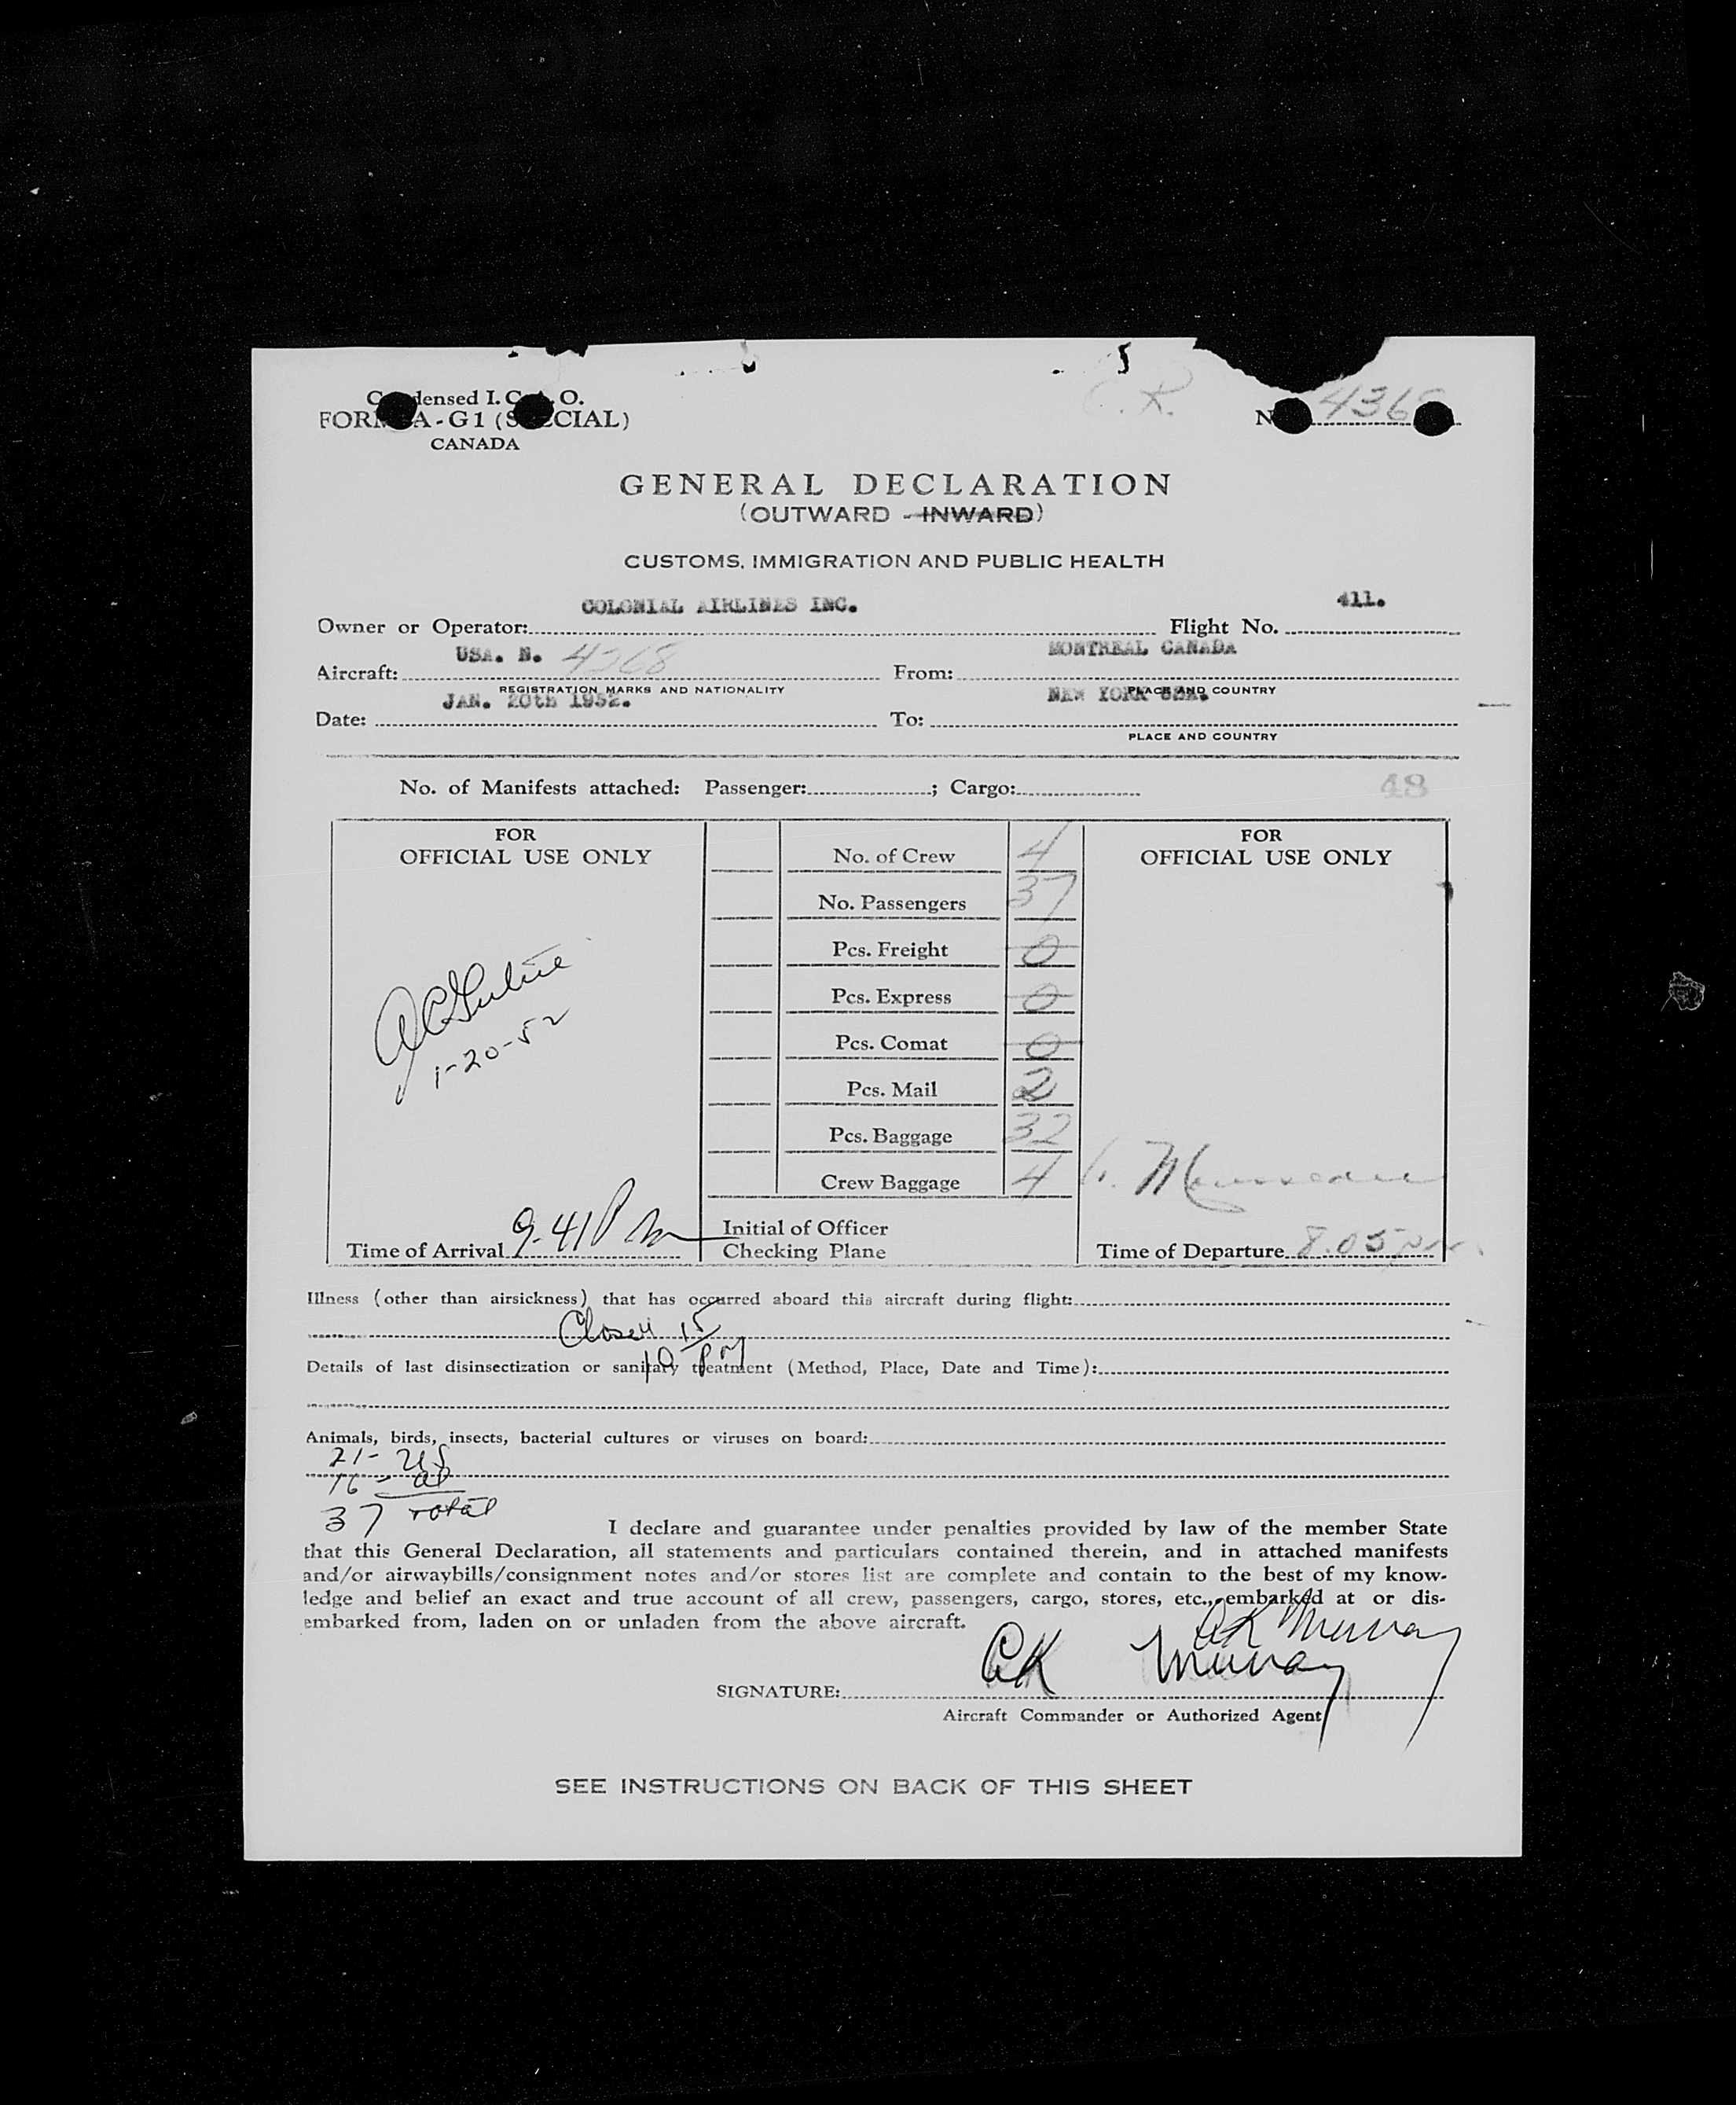 Condensed I. C. A. O.
FORM A-G1 (SPECIAL)
CANADA
C. R.
GENERAL DECLARATION
(OUTWARD - INWARD)
CUSTOMS, IMMIGRATION AND PUBLIC HEALTH
COLONIAL AIRLINES INC. 411.
Owner or Operator: Flight No.
USA. N. 4268 MONTREAL CANADA
Aircraft: From:
REGISTRATION MARKS AND NATIONALITY PLACE AND COUNTRY
JAN. 20th 1952. NEW YORK USA.
Date: To:
PLACE AND COUNTRY
No. of Manifests attached: Passenger: ; Cargo: 48
FOR
OFFICIAL USE ONLY
1-20-52
Time of Arrival 9.41 Pm
No. of Crew 4
No. Passengers 37
Pcs. Freight 0
Pcs. Express 0
Pcs. Comat 0
Pcs. Mail 2
Pcs. Baggage 32
Crew Baggage 4
Initial of Officer
Checking Plane
FOR
OFFICIAL USE ONLY
Time of Departure 8.05 pm.
Illness (other than airsickness) that has occurred aboard this aircraft during flight:
15
10 PM
Details of last disinsectization or sanitary treatment (Method, Place, Date and Time):
Animals, birds, insects, bacterial cultures or viruses on board:
21- US
16 - al
37 total
I declare and guarantee under penalties provided by law of the member State
that this General Declaration, all statements and particulars contained therein, and in attached manifests
and/or airwaybills/consignment notes and/or stores list are complete and contain to the best of my know-
ledge and belief an exact and true account of all crew, passengers, cargo, stores, etc., embarked at or dis-
embarked from, laden on or unladen from the above aircraft.
CK Murray
CK Murray
SIGNATURE:
Aircraft Commander or Authorized Agent
SEE INSTRUCTIONS ON BACK OF THIS SHEET